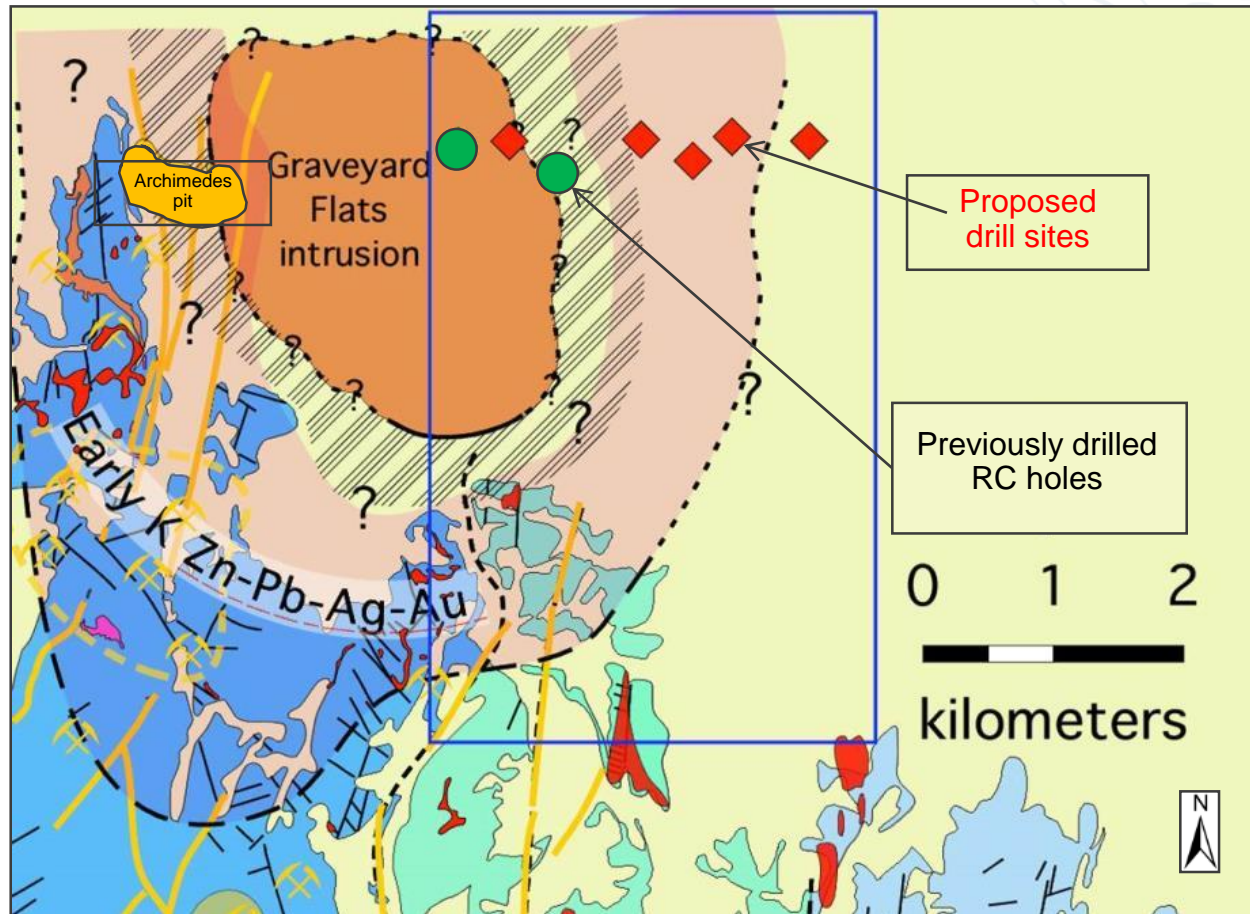 ?
?
?
?
?
Archimedes
pit
Graveyard
Flats
intrusion
?
?
Proposed
drill sites
?
?
?
?
?
?
?
?
?
Previously drilled
RC holes
Early K Zn-Pb-Ag-Au
0 1 2
kilometers
N